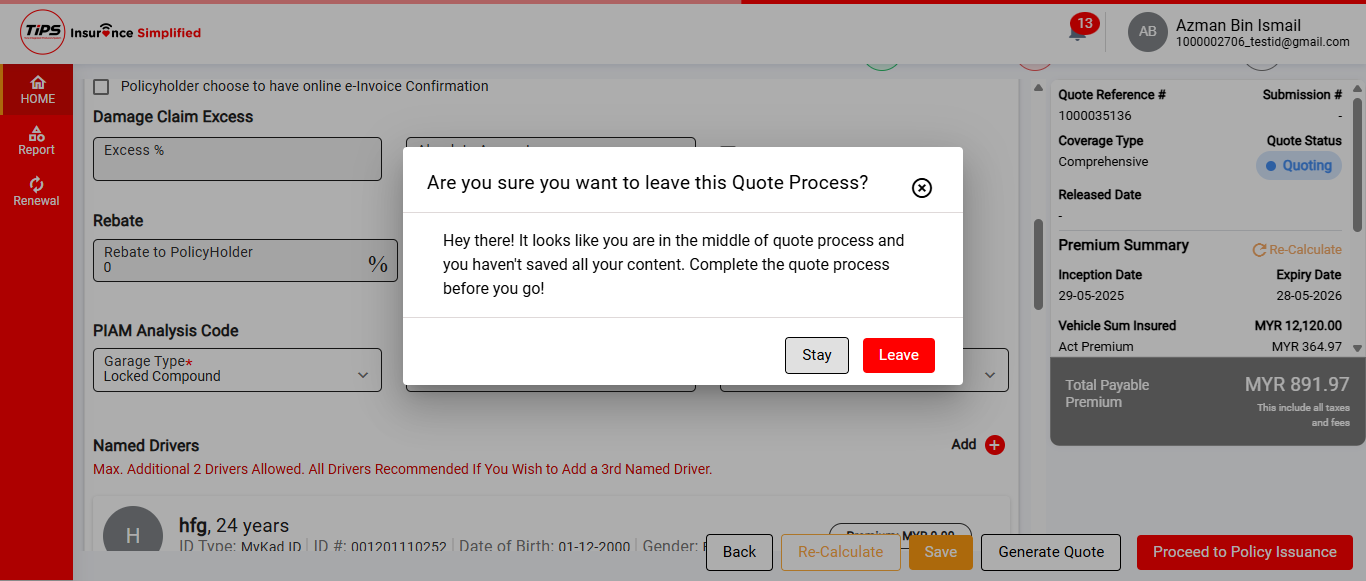 TiPS Insurance Simplified
13
AB
Azman Bin Ismail
1000002706_testid@gmail.com
HOME
Report
Renewal
Policyholder choose to have online e-Invoice Confirmation
Damage Claim Excess
Excess %
Rebate
Rebate to PolicyHolder
0
%
PIAM Analysis Code
Garage Type*
Locked Compound
Named Drivers
Add
Max. Additional 2 Drivers Allowed. All Drivers Recommended If You Wish to Add a 3rd Named Driver.
H
hfg, 24 years
ID Type: MyKad ID ID #: 001201110252 Date of Birth: 01-12-2000 Gender:
Are you sure you want to leave this Quote Process?
Hey there! It looks like you are in the middle of quote process and
you haven't saved all your content. Complete the quote process
before you go!
Stay
Leave
Quote Reference # Submission #
1000035136 -
Coverage Type Quote Status
Comprehensive Quoting
Released Date
-
Premium Summary Re-Calculate
Inception Date Expiry Date
29-05-2025 28-05-2026
Vehicle Sum Insured MYR 12,120.00
Act Premium MYR 364.97
Total Payable MYR 891.97
Premium
This include all taxes
and fees
Back
Re-Calculate
Save
Generate Quote
Proceed to Policy Issuance